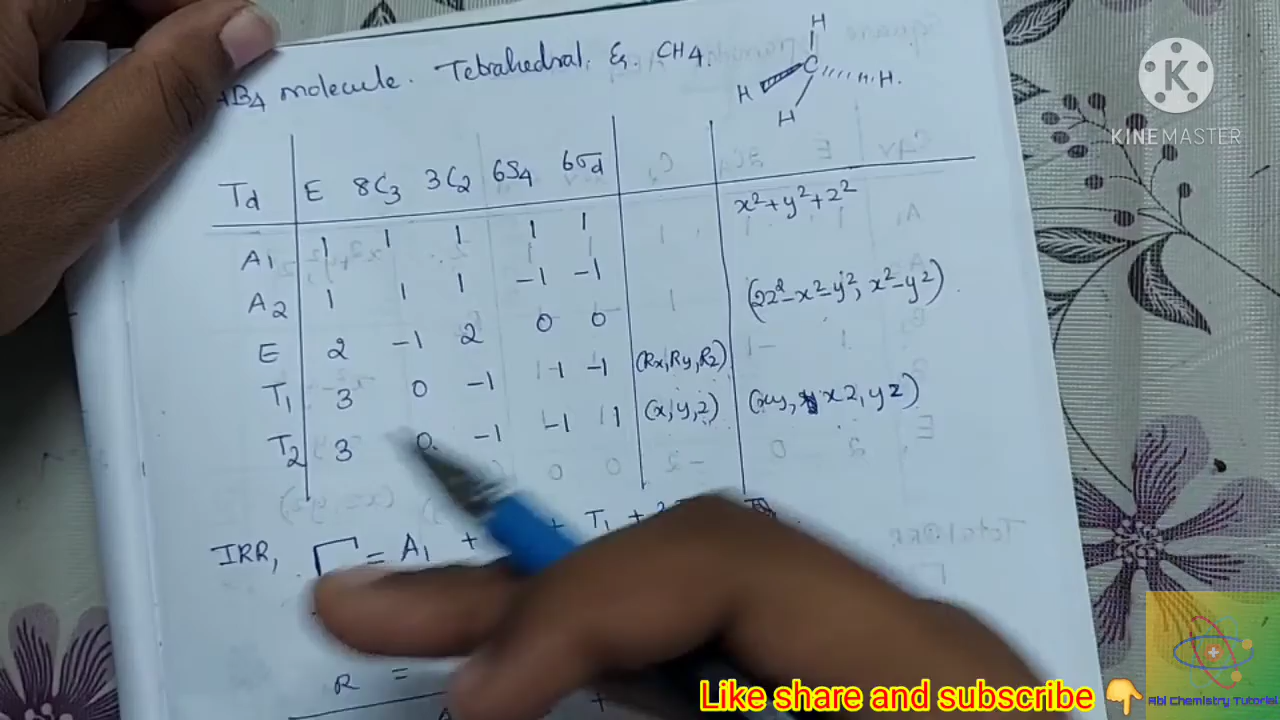 AB4 molecule. Tetrahedral. Eg. CH4.
H
C
H
H
H.
KINEMASTER
Td E 8C3 3C2 6S4 6σd
A1 1 1 1 1 1 x²+y²+z²
A2 1 1 1 -1 -1
E 2 -1 2 0 0 (2z²-x²-y², x²-y²)
T1 3 0 -1 1 -1 (Rx, Ry, Rz)
T2 3 0 -1 -1 1 (x, y, z) (xy, xz, yz)
IRR, Γ = A1 + + T1 +
R =
Like share and subscribe
Abi Chemistry Tutorial